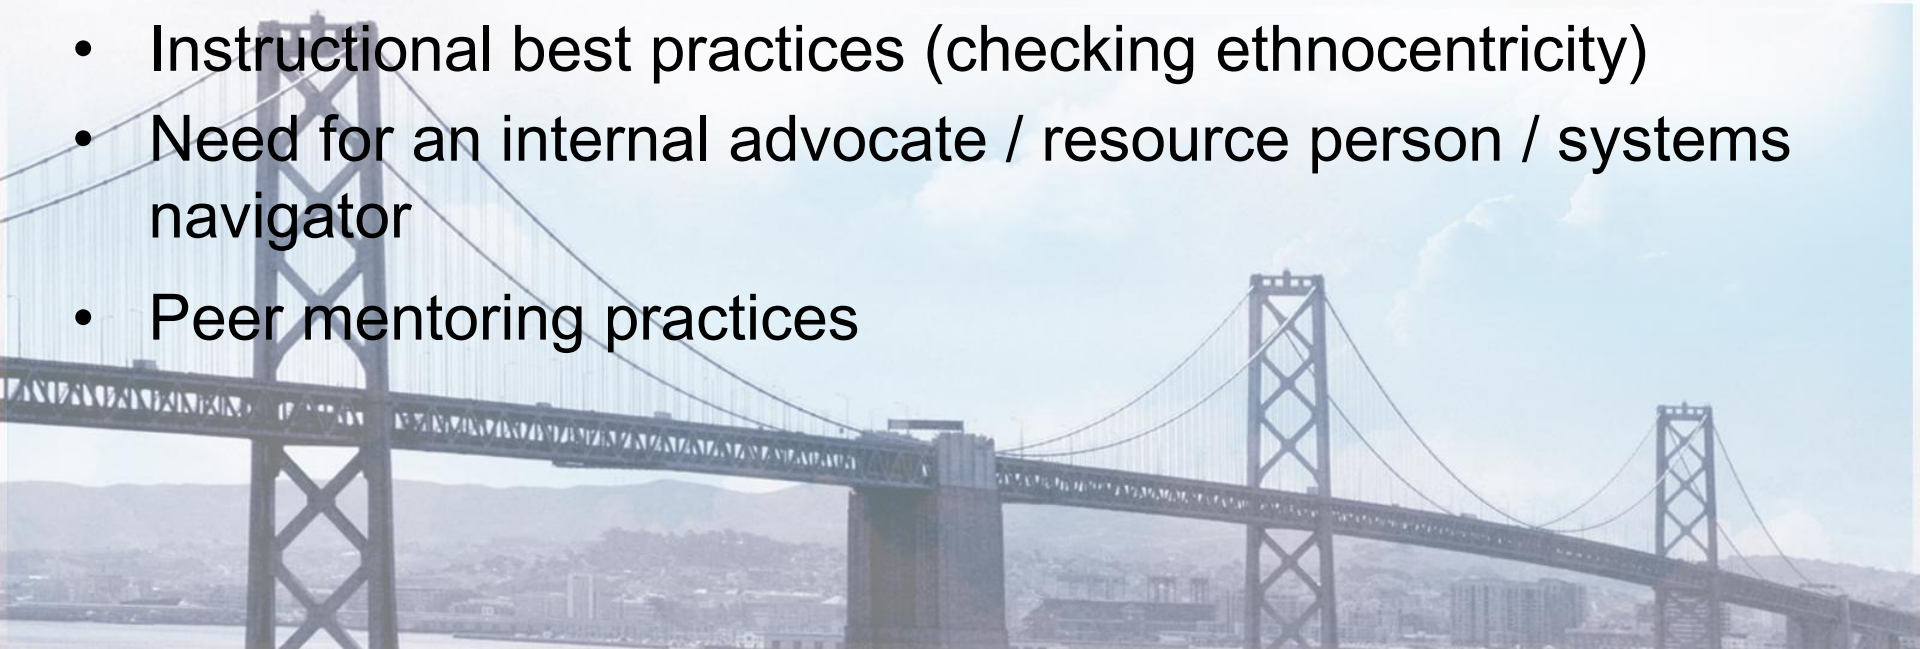 • Instructional best practices (checking ethnocentricity)
• Need for an internal advocate / resource person / systems
navigator
• Peer mentoring practices